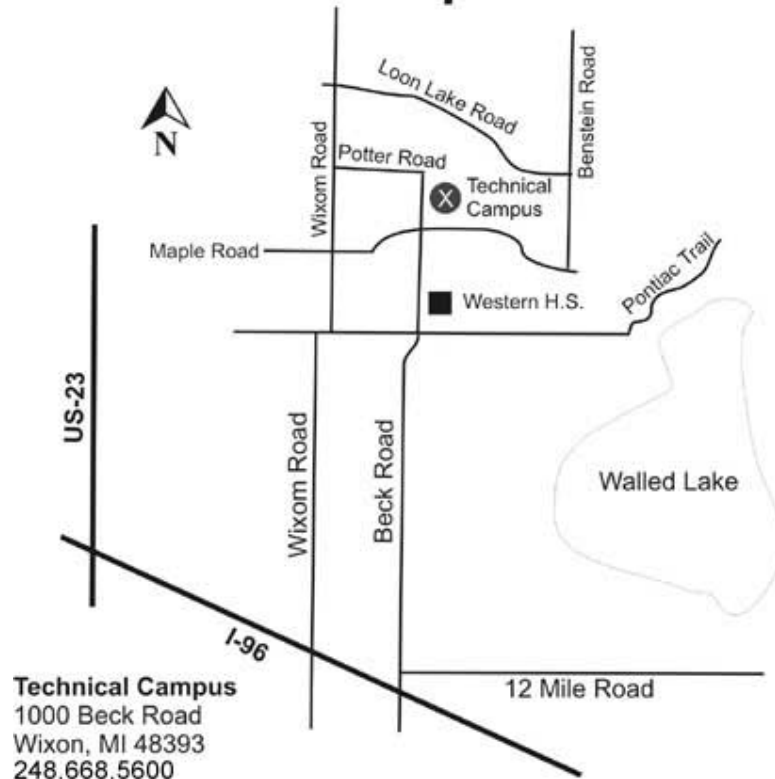 Loon Lake Road
Benstein Road
N
Wixom Road
Potter Road
Technical
Campus
Maple Road
Pontiac Trail
Western H.S.
US-23
Wixom Road
Beck Road
Walled Lake
I-96
12 Mile Road
Technical Campus
1000 Beck Road
Wixon, MI 48393
248.668.5600